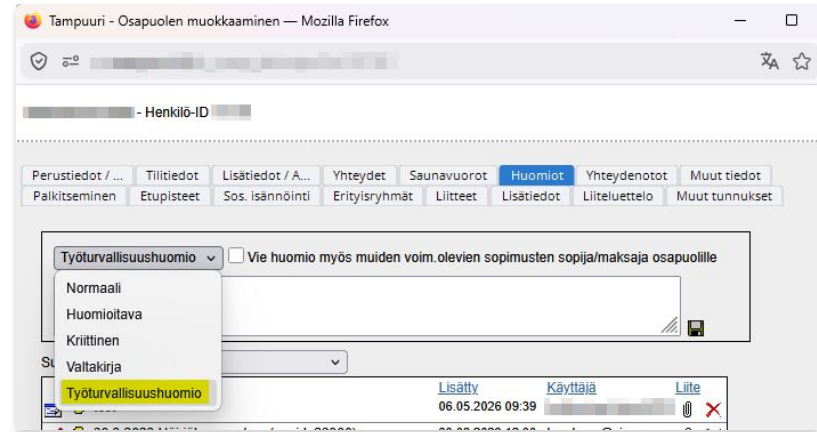 Tampuuri - Osapuolen muokkaaminen — Mozilla Firefox
- Henkilö-ID
Perustiedot / ... Tilitiedot Lisätiedot / A... Yhteydet Saunavuorot Huomiot Yhteydenotot Muut tiedot
Palkitseminen Etupisteet Sos. isännöinti Erityisryhmät Liitteet Lisätiedot Liiteluettelo Muut tunnukset
Työturvallisuushuomio Vie huomio myös muiden voim.olevien sopimusten sopija/maksaja osapuolille
Normaali
Huomioitava
Kriittinen
Valtakirja
Työturvallisuushuomio
Lisätty Käyttäjä Liite
06.05.2026 09:39